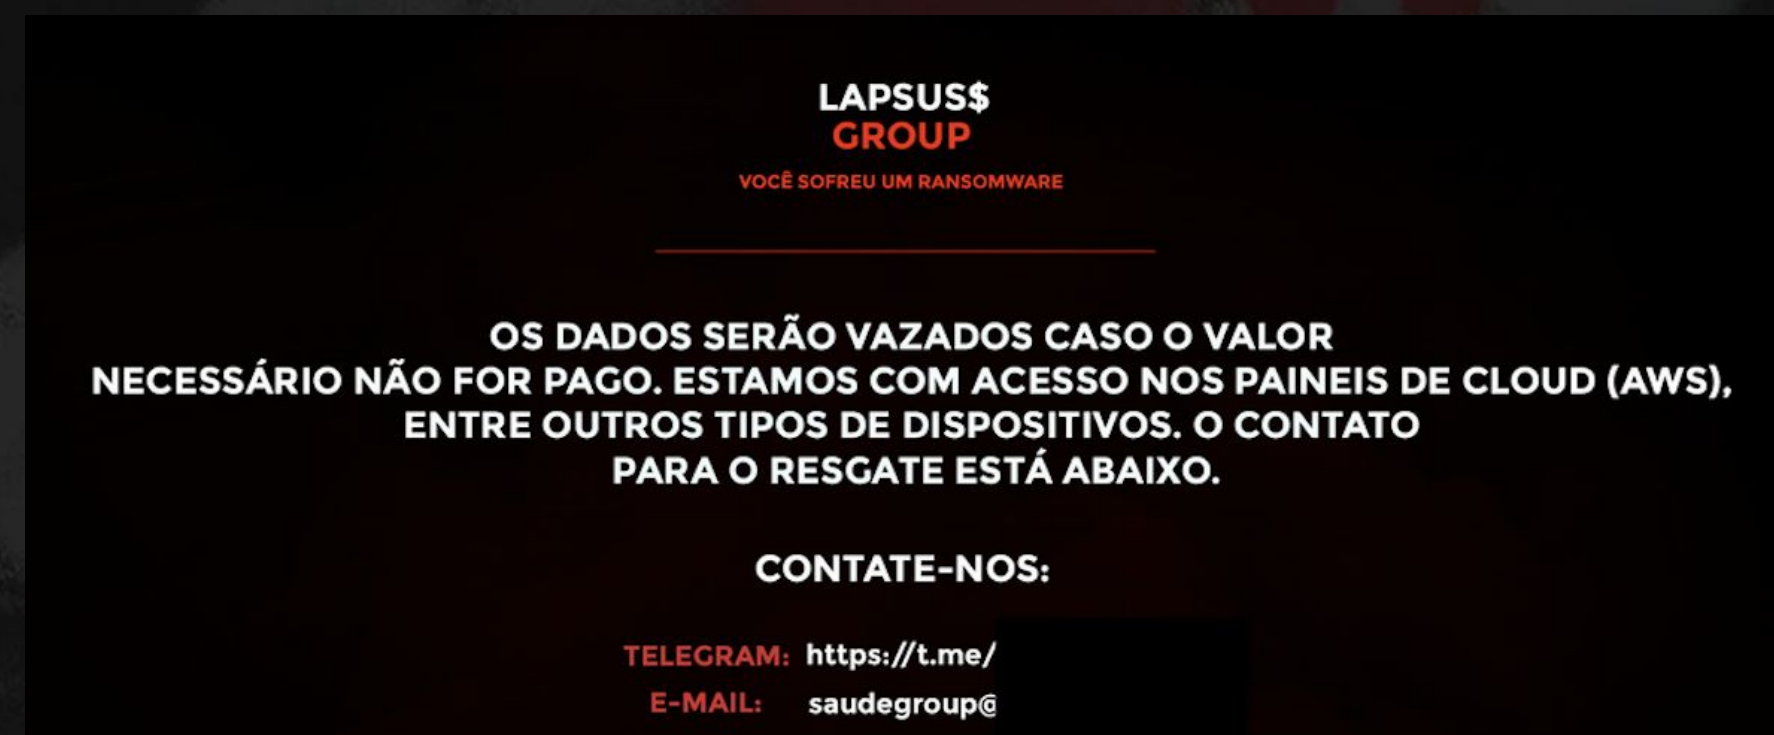 LAPSUS$
GROUP
VOCÊ SOFREU UM RANSOMWARE
OS DADOS SERÃO VAZADOS CASO O VALOR
NECESSÁRIO NÃO FOR PAGO. ESTAMOS COM ACESSO NOS PAINEIS DE CLOUD (AWS),
ENTRE OUTROS TIPOS DE DISPOSITIVOS. O CONTATO
PARA O RESGATE ESTÁ ABAIXO.
CONTATE-NOS:
TELEGRAM: https://t.me/
E-MAIL: saudegroup@